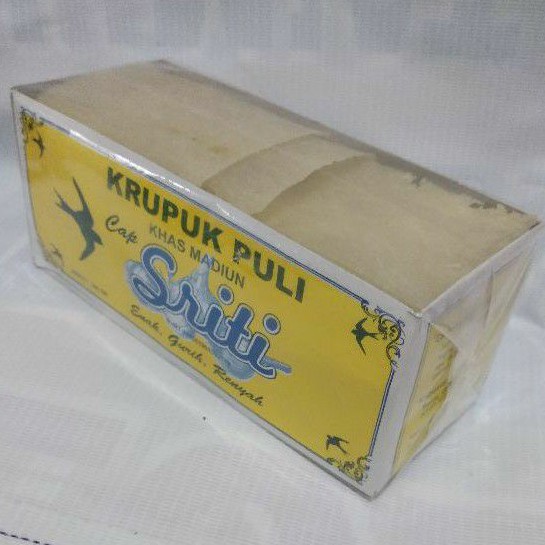 KRUPUK PULI
KHAS MADIUN
Cap
Sriti
Enak, Gurih, Renyah